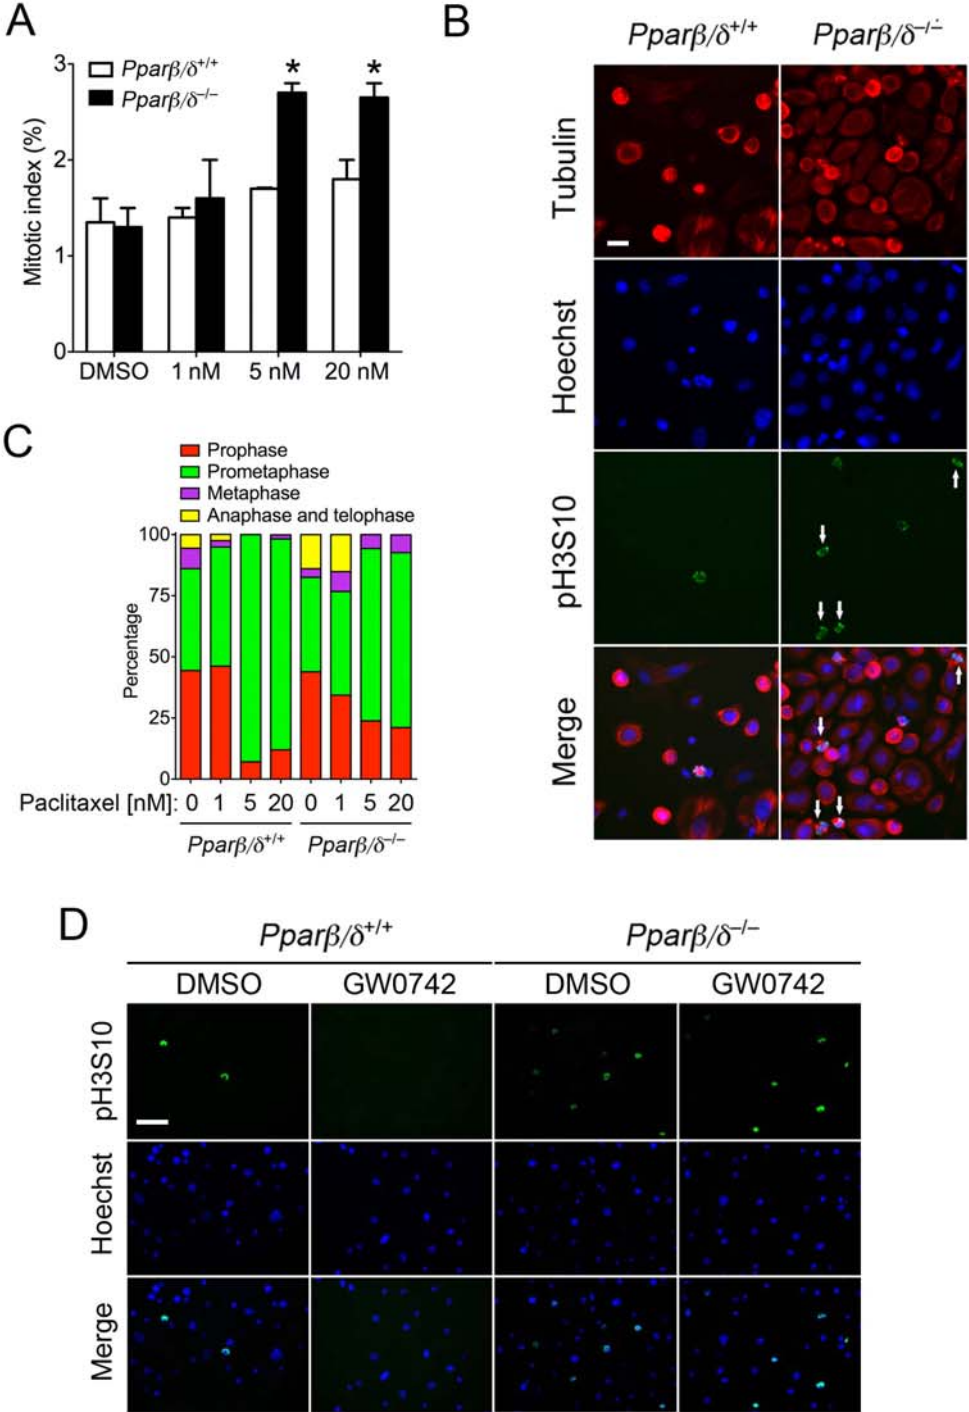 A
3
2
1
0
Mitotic index (%)
Pparβ/δ+/+
Pparβ/δ–/–
*
*
DMSO 1 nM 5 nM 20 nM
B
Pparβ/δ+/+ Pparβ/δ–/–
Tubulin
Hoechst
pH3S10
Merge
C
Prophase
Prometaphase
Metaphase
Anaphase and telophase
100
75
50
25
0
Percentage
Paclitaxel [nM]: 0 1 5 20 0 1 5 20
Pparβ/δ+/+ Pparβ/δ–/–
D
Pparβ/δ+/+ Pparβ/δ–/–
DMSO GW0742 DMSO GW0742
pH3S10
Hoechst
Merge